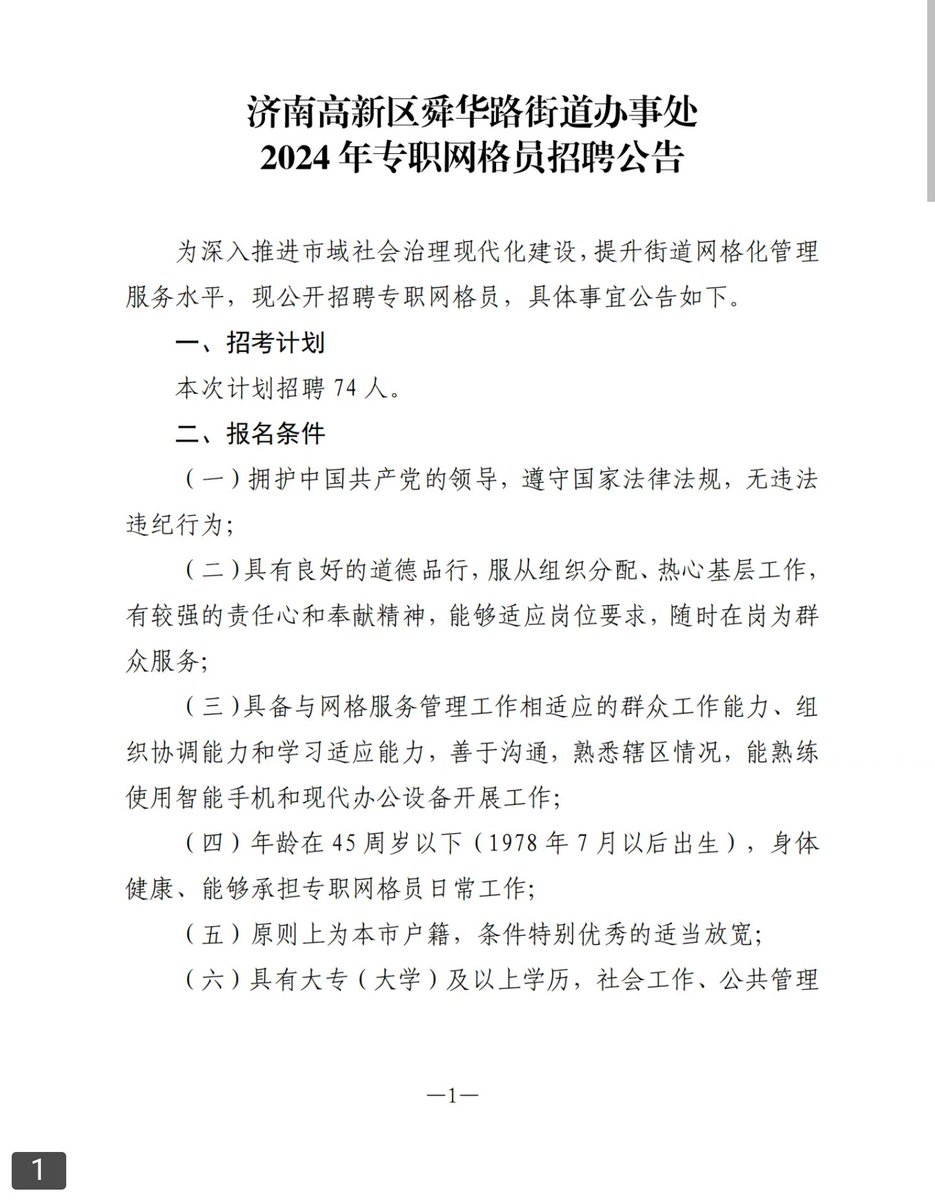 济南高新区舜华路街道办事处
2024 年专职网格员招聘公告
为深入推进市域社会治理现代化建设，提升街道网格化管理
服务水平，现公开招聘专职网格员，具体事宜公告如下。
一、招考计划
本次计划招聘 74 人。
二、报名条件
（一）拥护中国共产党的领导，遵守国家法律法规，无违法
违纪行为；
（二）具有良好的道德品行，服从组织分配、热心基层工作，
有较强的责任心和奉献精神，能够适应岗位要求，随时在岗为群
众服务；
（三）具备与网格服务管理工作相适应的群众工作能力、组
织协调能力和学习适应能力，善于沟通，熟悉辖区情况，能熟练
使用智能手机和现代办公设备开展工作；
（四）年龄在 45 周岁以下（1978 年 7 月以后出生），身体
健康、能够承担专职网格员日常工作；
（五）原则上为本市户籍，条件特别优秀的适当放宽；
（六）具有大专（大学）及以上学历，社会工作、公共管理
—1—
1